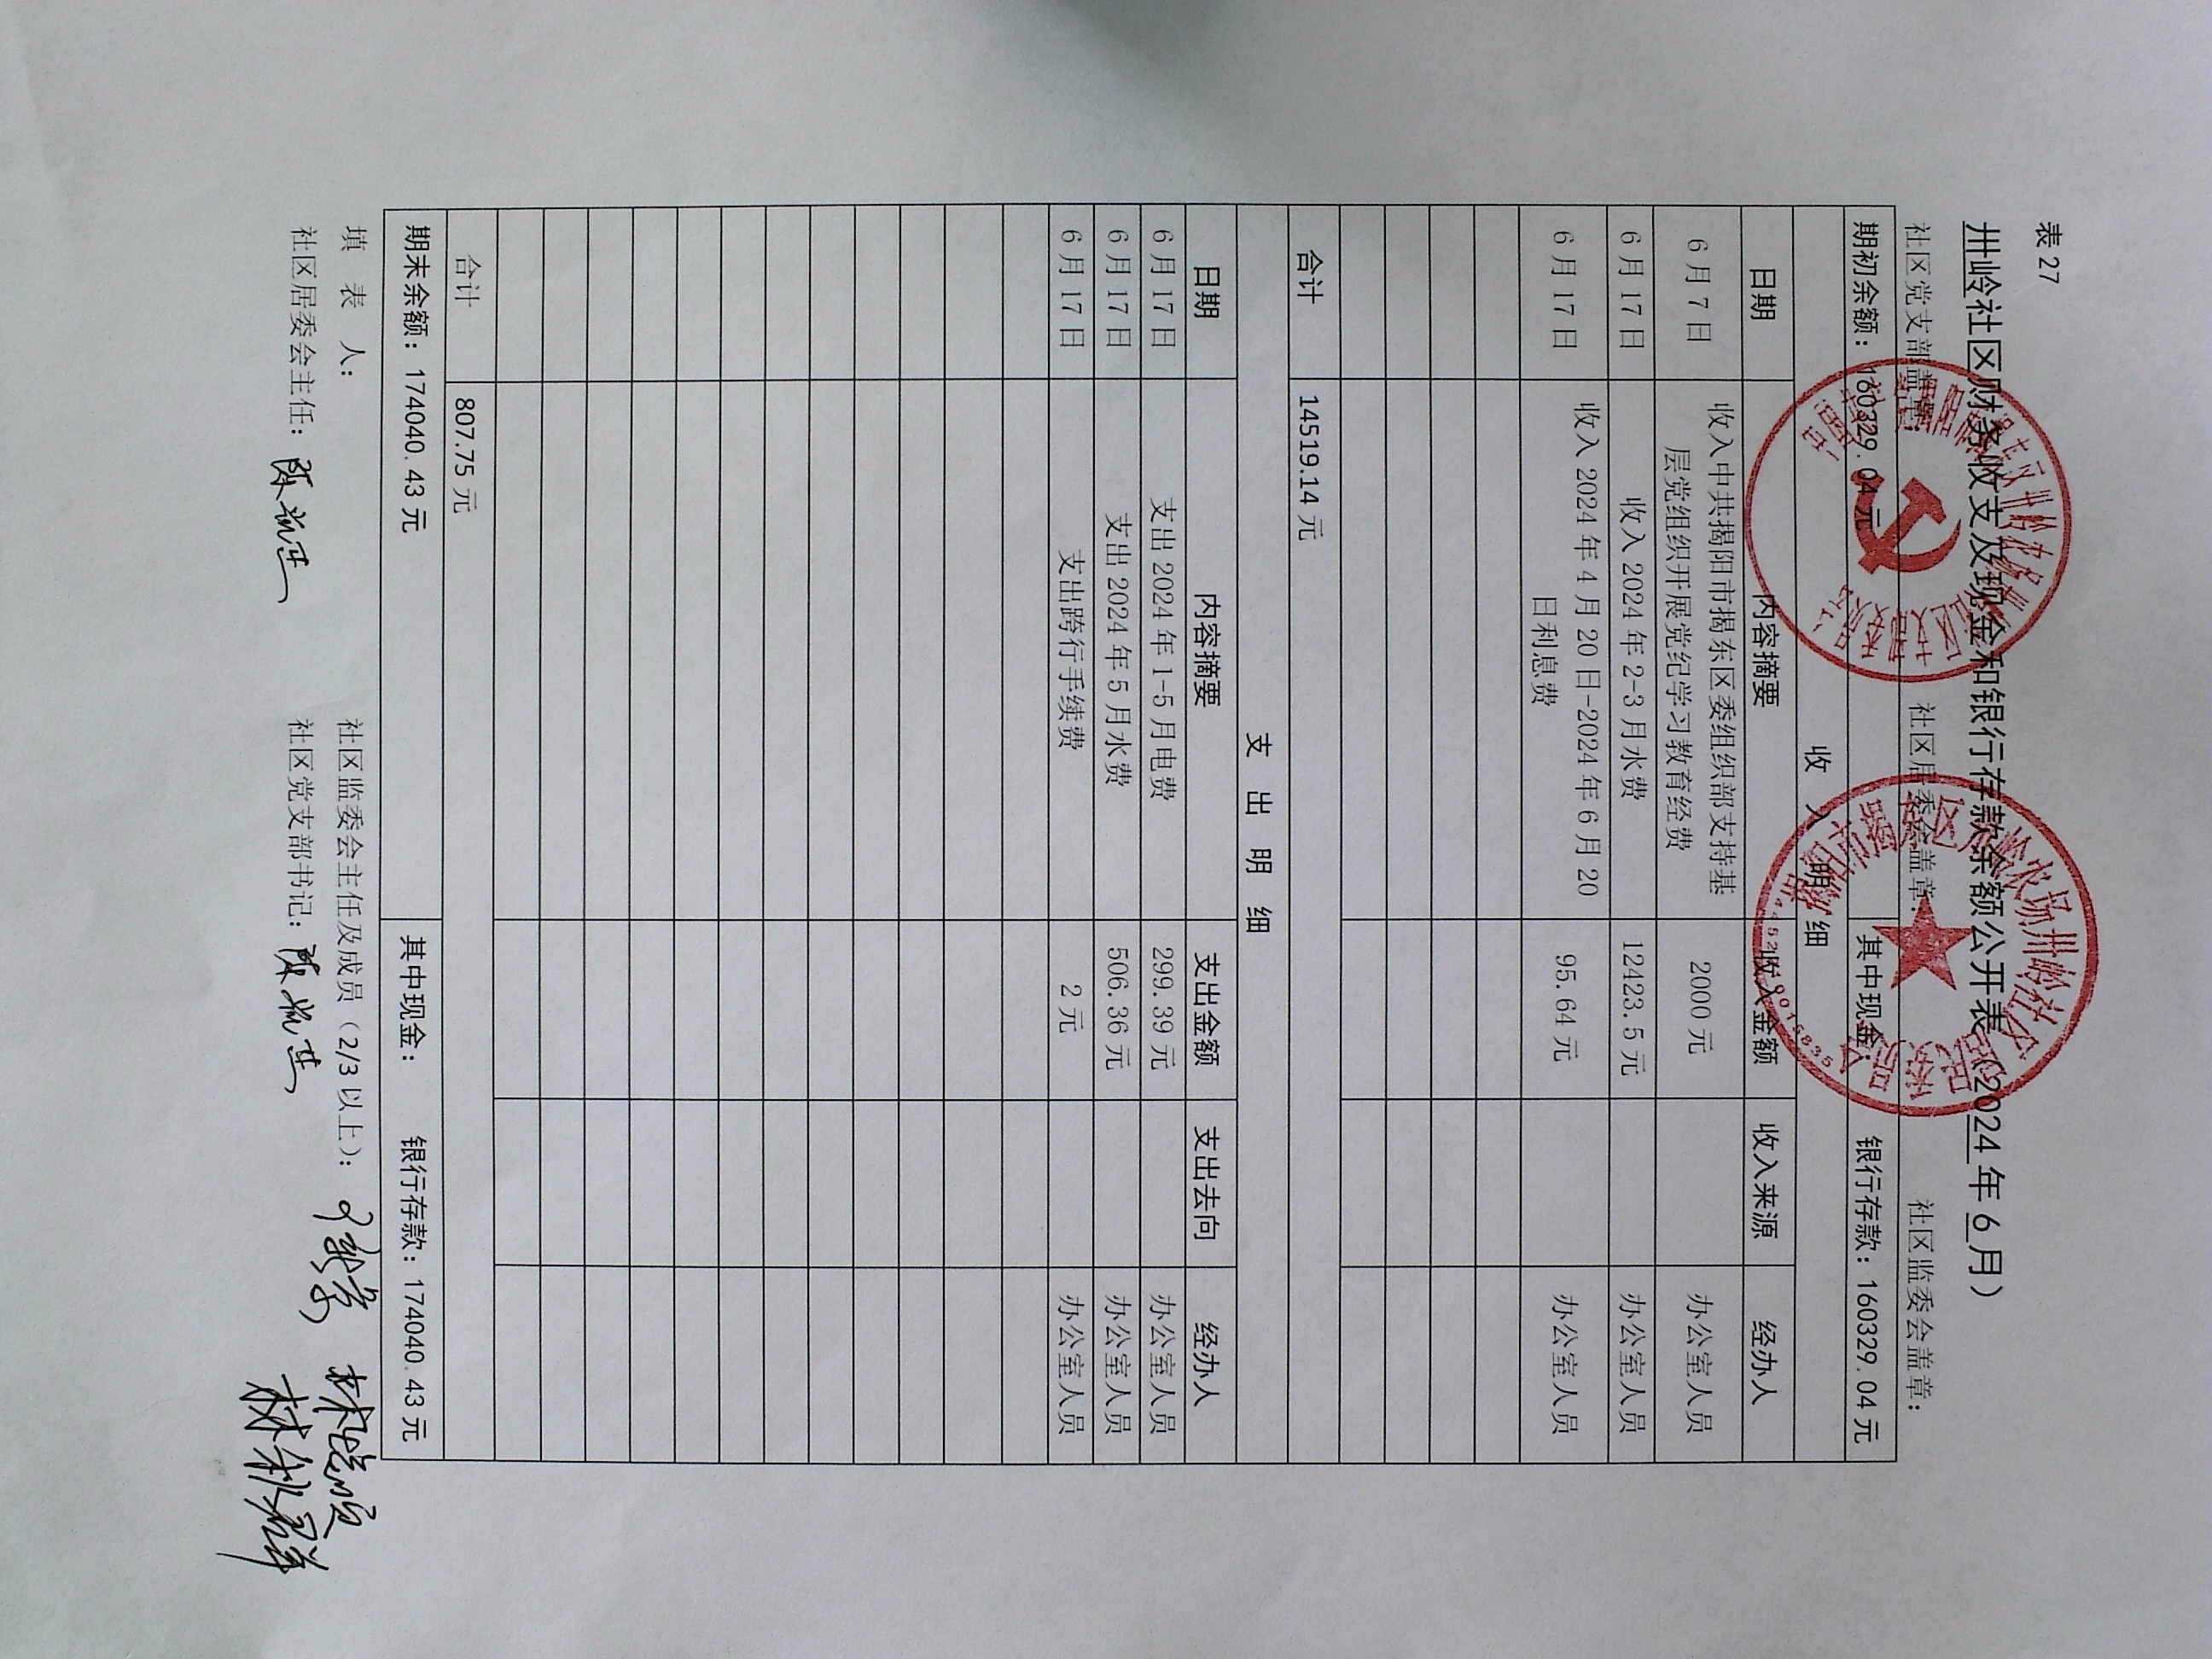 表 27
卅岭社区财务收支及现金和银行存款余额公开表（2024 年 6 月）
社区党支部盖章： 社区居委会盖章： 社区监委会盖章：
期初余额：160329.04 元 其中现金： 银行存款：160329.04 元
收 入 明 细
日期 内容摘要 收入金额 收入来源 经办人
6 月 7 日 收入中共揭阳市揭东区委组织部支持基 2000 元 办公室人员
层党组织开展党纪学习教育经费
6 月 17 日 收入 2024 年 2-3 月水费 12423.5 元 办公室人员
6 月 17 日 收入 2024 年 4 月 20 日-2024 年 6 月 20 95.64 元 办公室人员
日利息费
合计 14519.14 元
支 出 明 细
日期 内容摘要 支出金额 支出去向 经办人
6 月 17 日 支出 2024 年 1-5 月电费 299.39 元 办公室人员
6 月 17 日 支出 2024 年 5 月水费 506.36 元 办公室人员
6 月 17 日 支出跨行手续费 2 元 办公室人员
合计 807.75 元
期末余额：174040.43 元 其中现金： 银行存款：174040.43 元
填 表 人： 社区监委会主任及成员（2/3 以上）：
社区居委会主任： 社区党支部书记：